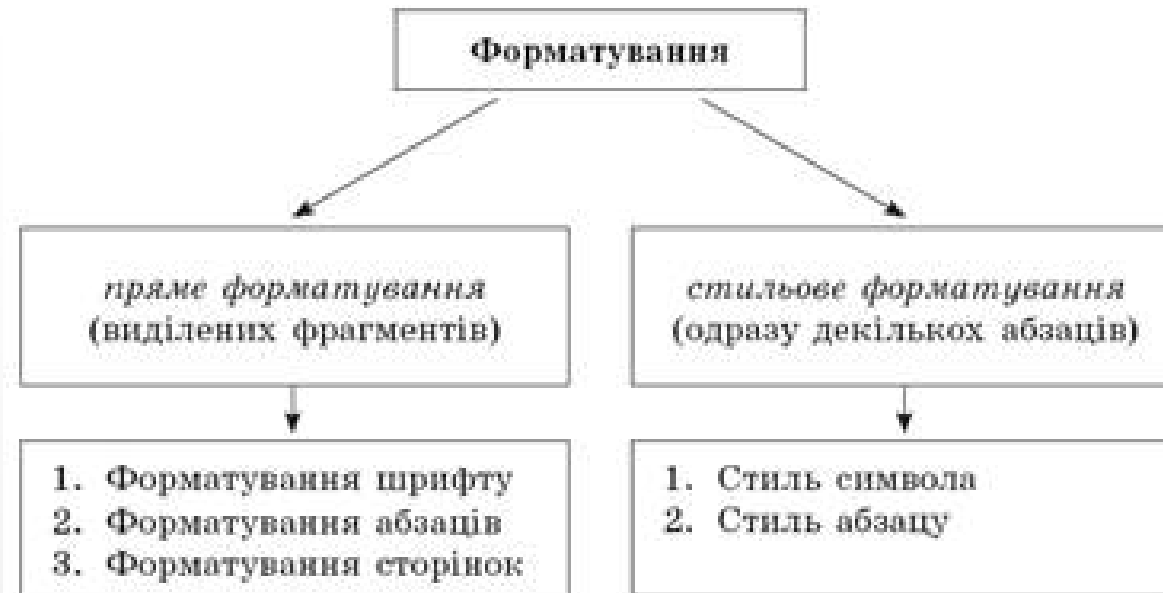 Форматування
пряме форматування
(виділених фрагментів)
стильове форматування
(одразу декількох абзаців)
1. Форматування шрифту
2. Форматування абзаців
3. Форматування сторінок
1. Стиль символа
2. Стиль абзацу